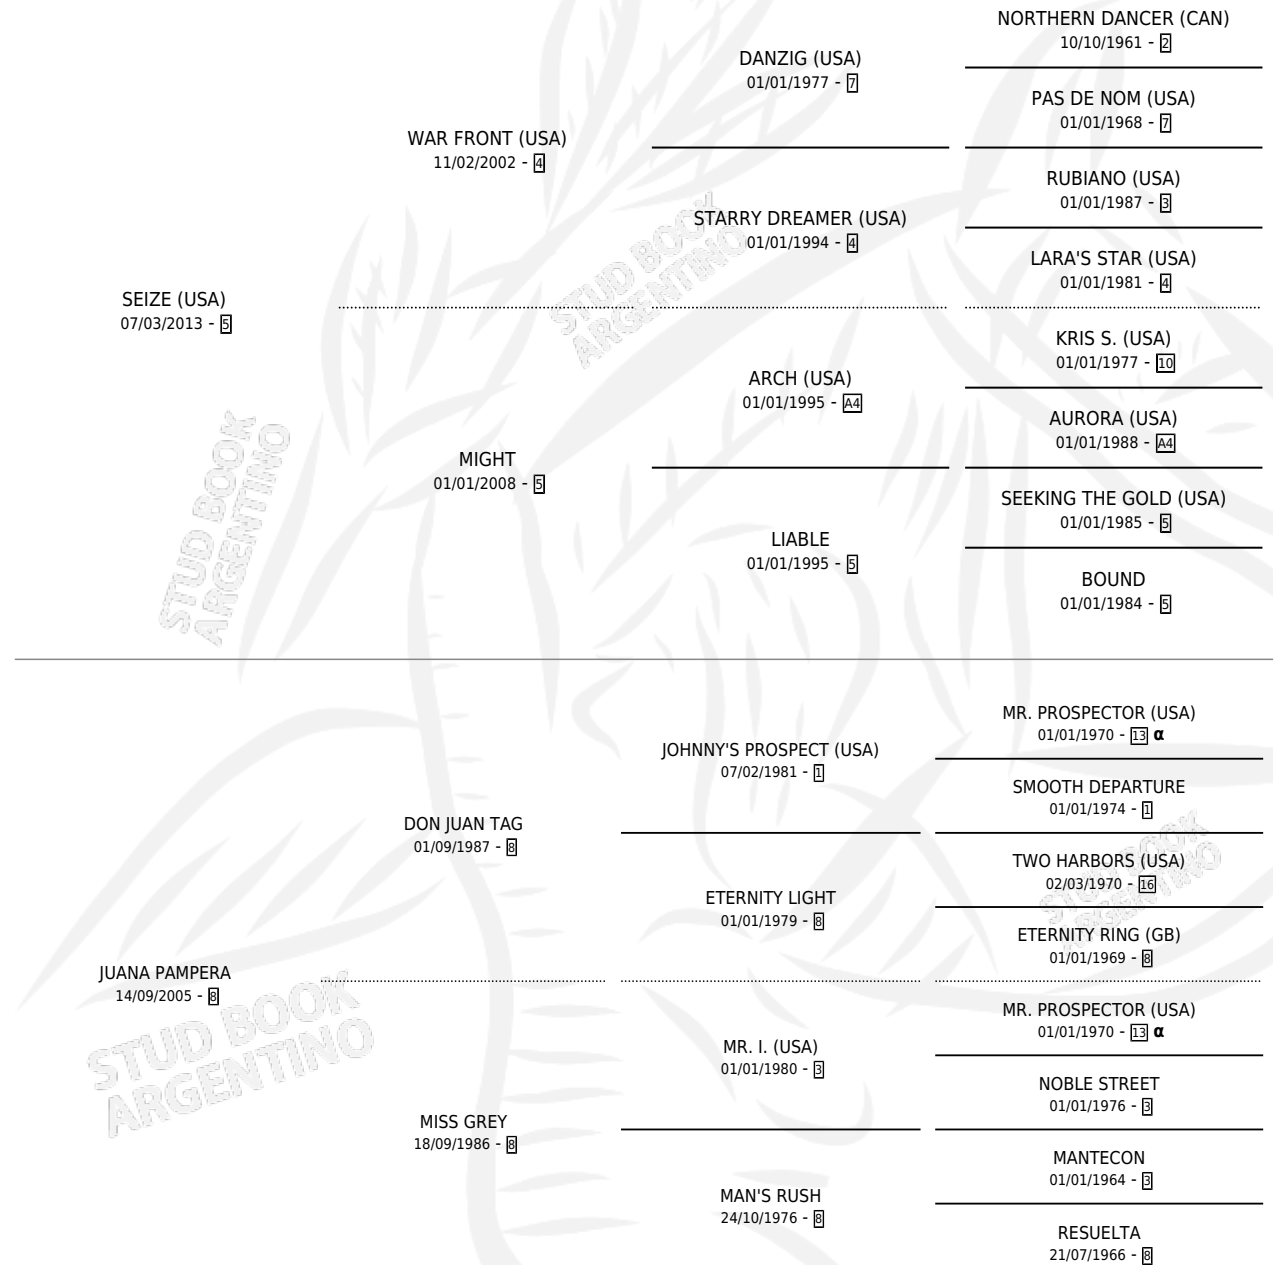 NORTHERN DANCER (CAN)
10/10/1961 - 2
DANZIG (USA)
01/01/1977 - 7
PAS DE NOM (USA)
01/01/1968 - 7
WAR FRONT (USA)
11/02/2002 - 4
RUBIANO (USA)
01/01/1987 - 3
STARRY DREAMER (USA)
01/01/1994 - 4
LARA'S STAR (USA)
01/01/1981 - 4
SEIZE (USA)
07/03/2013 - 5
KRIS S. (USA)
01/01/1977 - 10
ARCH (USA)
01/01/1995 - A4
AURORA (USA)
01/01/1988 - A4
MIGHT
01/01/2008 - 5
SEEKING THE GOLD (USA)
01/01/1985 - 5
LIABLE
01/01/1995 - 5
BOUND
01/01/1984 - 5
MR. PROSPECTOR (USA)
01/01/1970 - 13 α
JOHNNY'S PROSPECT (USA)
07/02/1981 - 1
SMOOTH DEPARTURE
01/01/1974 - 1
DON JUAN TAG
01/09/1987 - 8
TWO HARBORS (USA)
02/03/1970 - 16
ETERNITY LIGHT
01/01/1979 - 8
ETERNITY RING (GB)
01/01/1969 - 8
JUANA PAMPERA
14/09/2005 - 8
MR. PROSPECTOR (USA)
01/01/1970 - 13 α
MR. I. (USA)
01/01/1980 - 3
NOBLE STREET
01/01/1976 - 3
MISS GREY
18/09/1986 - 8
MANTECON
01/01/1964 - 3
MAN'S RUSH
24/10/1976 - 8
RESUELTA
21/07/1966 - 8
STUD BOOK
ARGENTINO
STUD BOOK
ARGENTINO
STUD BOOK
ARGENTINO
STUD BOOK
ARGENTINO